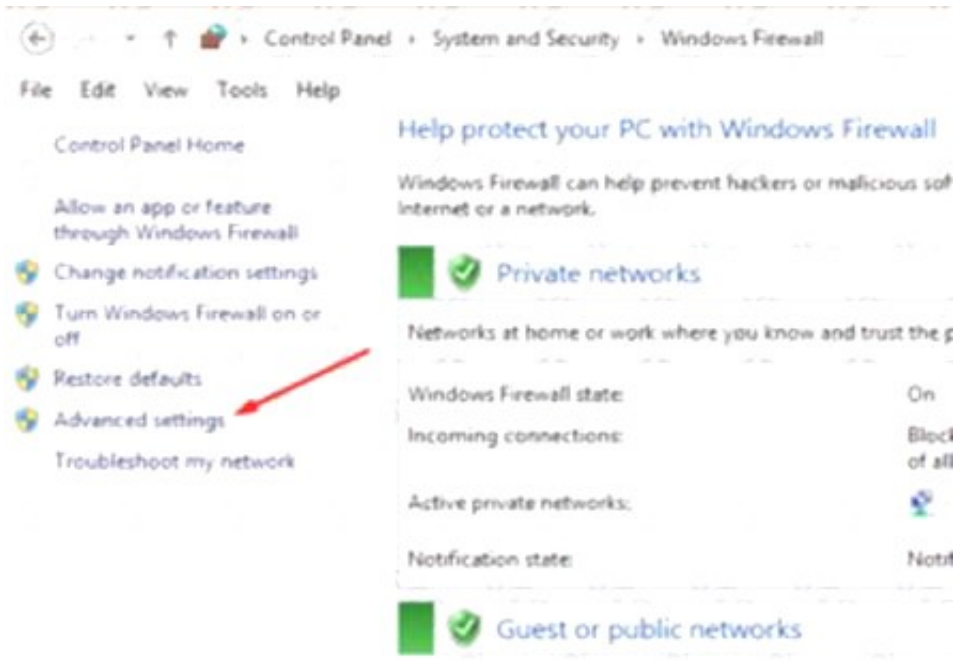 Control Panel › System and Security › Windows Firewall
File Edit View Tools Help
Control Panel Home
Allow an app or feature
through Windows Firewall
Change notification settings
Turn Windows Firewall on or
off
Restore defaults
Advanced settings
Troubleshoot my network
Help protect your PC with Windows Firewall
Windows Firewall can help prevent hackers or malicious sof
Internet or a network.
Private networks
Networks at home or work where you know and trust the p
Windows Firewall state: On
Incoming connections: Block
of all
Active private networks:
Notification state: Notif
Guest or public networks